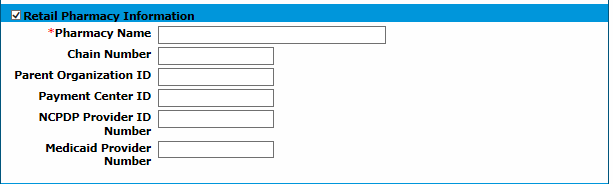 Retail Pharmacy Information
*Pharmacy Name
Chain Number
Parent Organization ID
Payment Center ID
NCPDP Provider ID
Number
Medicaid Provider
Number